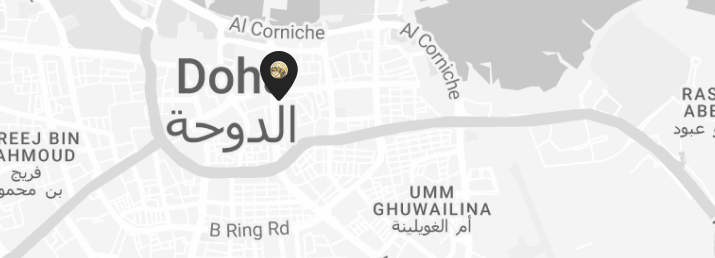 Al Corniche
Al Corniche
Doha
الدوحة
REEJ BIN
AHMOUD
فريج
بن محمو
RAS
ABE
و عبود
UMM
GHUWAILINA
أم الغويلينة
B Ring Rd